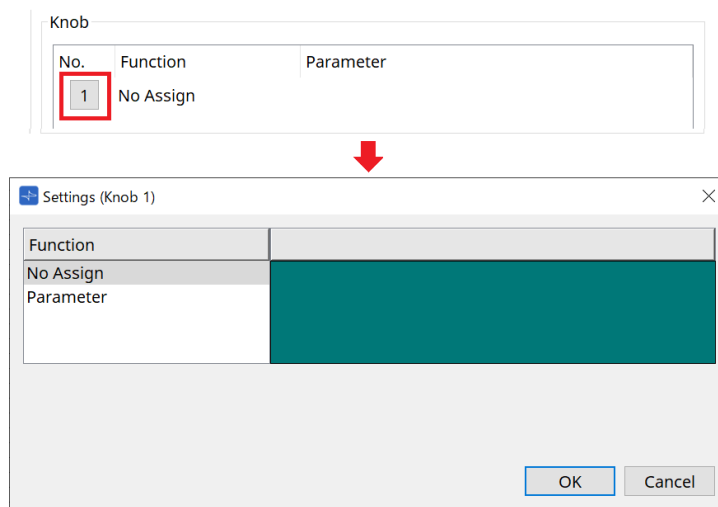 Knob
No. Function Parameter
1 No Assign
Settings (Knob 1)
Function
No Assign
Parameter
OK Cancel